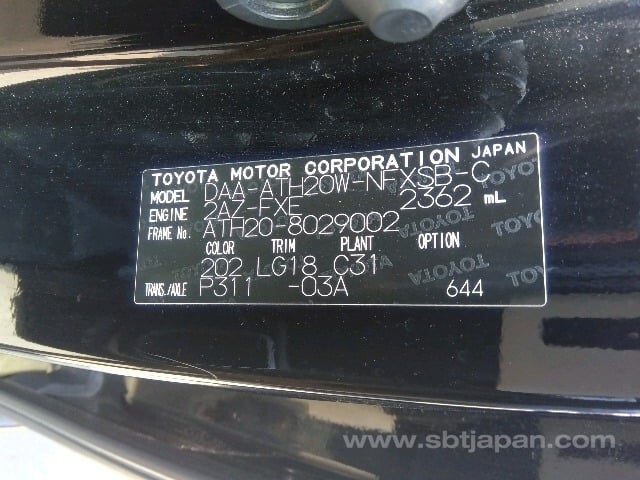 TOYOTA MOTOR CORPORATION JAPAN
MODEL DAA-ATH20W-NFXSB-C
ENGINE 2AZ-FXE 2362 mL
FRAME No. ATH20-8029002
COLOR TRIM PLANT OPTION
202 LG18 C31
TRANS./AXLE P311 -03A 644
www.sbtjapan.com